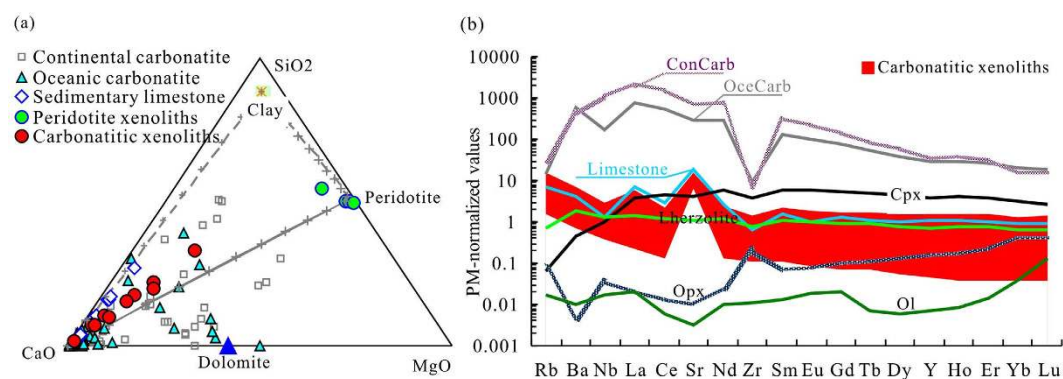 (a)
Continental carbonatite
Oceanic carbonatite
Sedimentary limestone
Peridotite xenoliths
Carbonatitic xenoliths
SiO2
Clay
Peridotite
CaO
Dolomite
MgO
(b)
PM-normalized values
10000
1000
100
10
1
0.1
0.01
0.001
ConCarb
OceCarb
Carbonatitic xenoliths
Limestone
Cpx
Lherzolite
Opx
Ol
Rb Ba Nb La Ce Sr Nd Zr Sm Eu Gd Tb Dy Y Ho Er Yb Lu